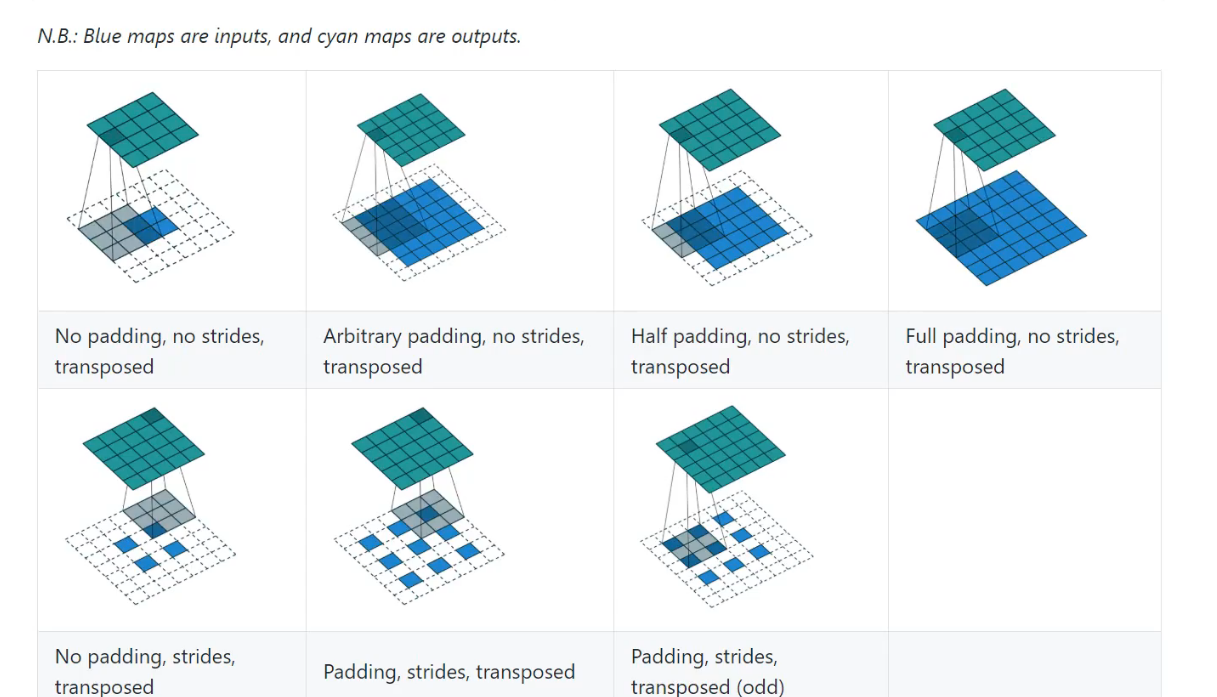 N.B.: Blue maps are inputs, and cyan maps are outputs.
No padding, no strides,
transposed
Arbitrary padding, no strides,
transposed
Half padding, no strides,
transposed
Full padding, no strides,
transposed
No padding, strides,
transposed
Padding, strides, transposed
Padding, strides,
transposed (odd)